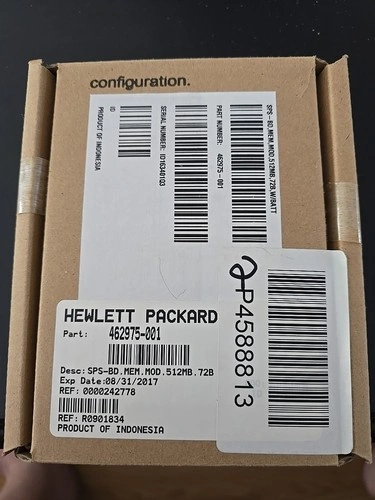 configuration.
SPS-BD,MEM,MOD,512MB,72B,W/BATT
PART NUMBER: 462975-001
SERIAL NUMBER: ID16340103
ID
PRODUCT OF INDONESIA
HEWLETT PACKARD
Part: 462975-001
Desc:SPS-BD.MEM.MOD.512MB.72B
Exp Date:08/31/2017
REF: 0000242778
REF: R0901834
PRODUCT OF INDONESIA
P4588813